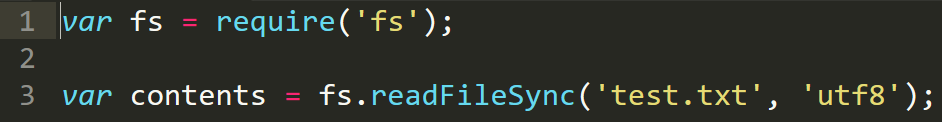 1 var fs = require('fs');
2
3 var contents = fs.readFileSync('test.txt', 'utf8');